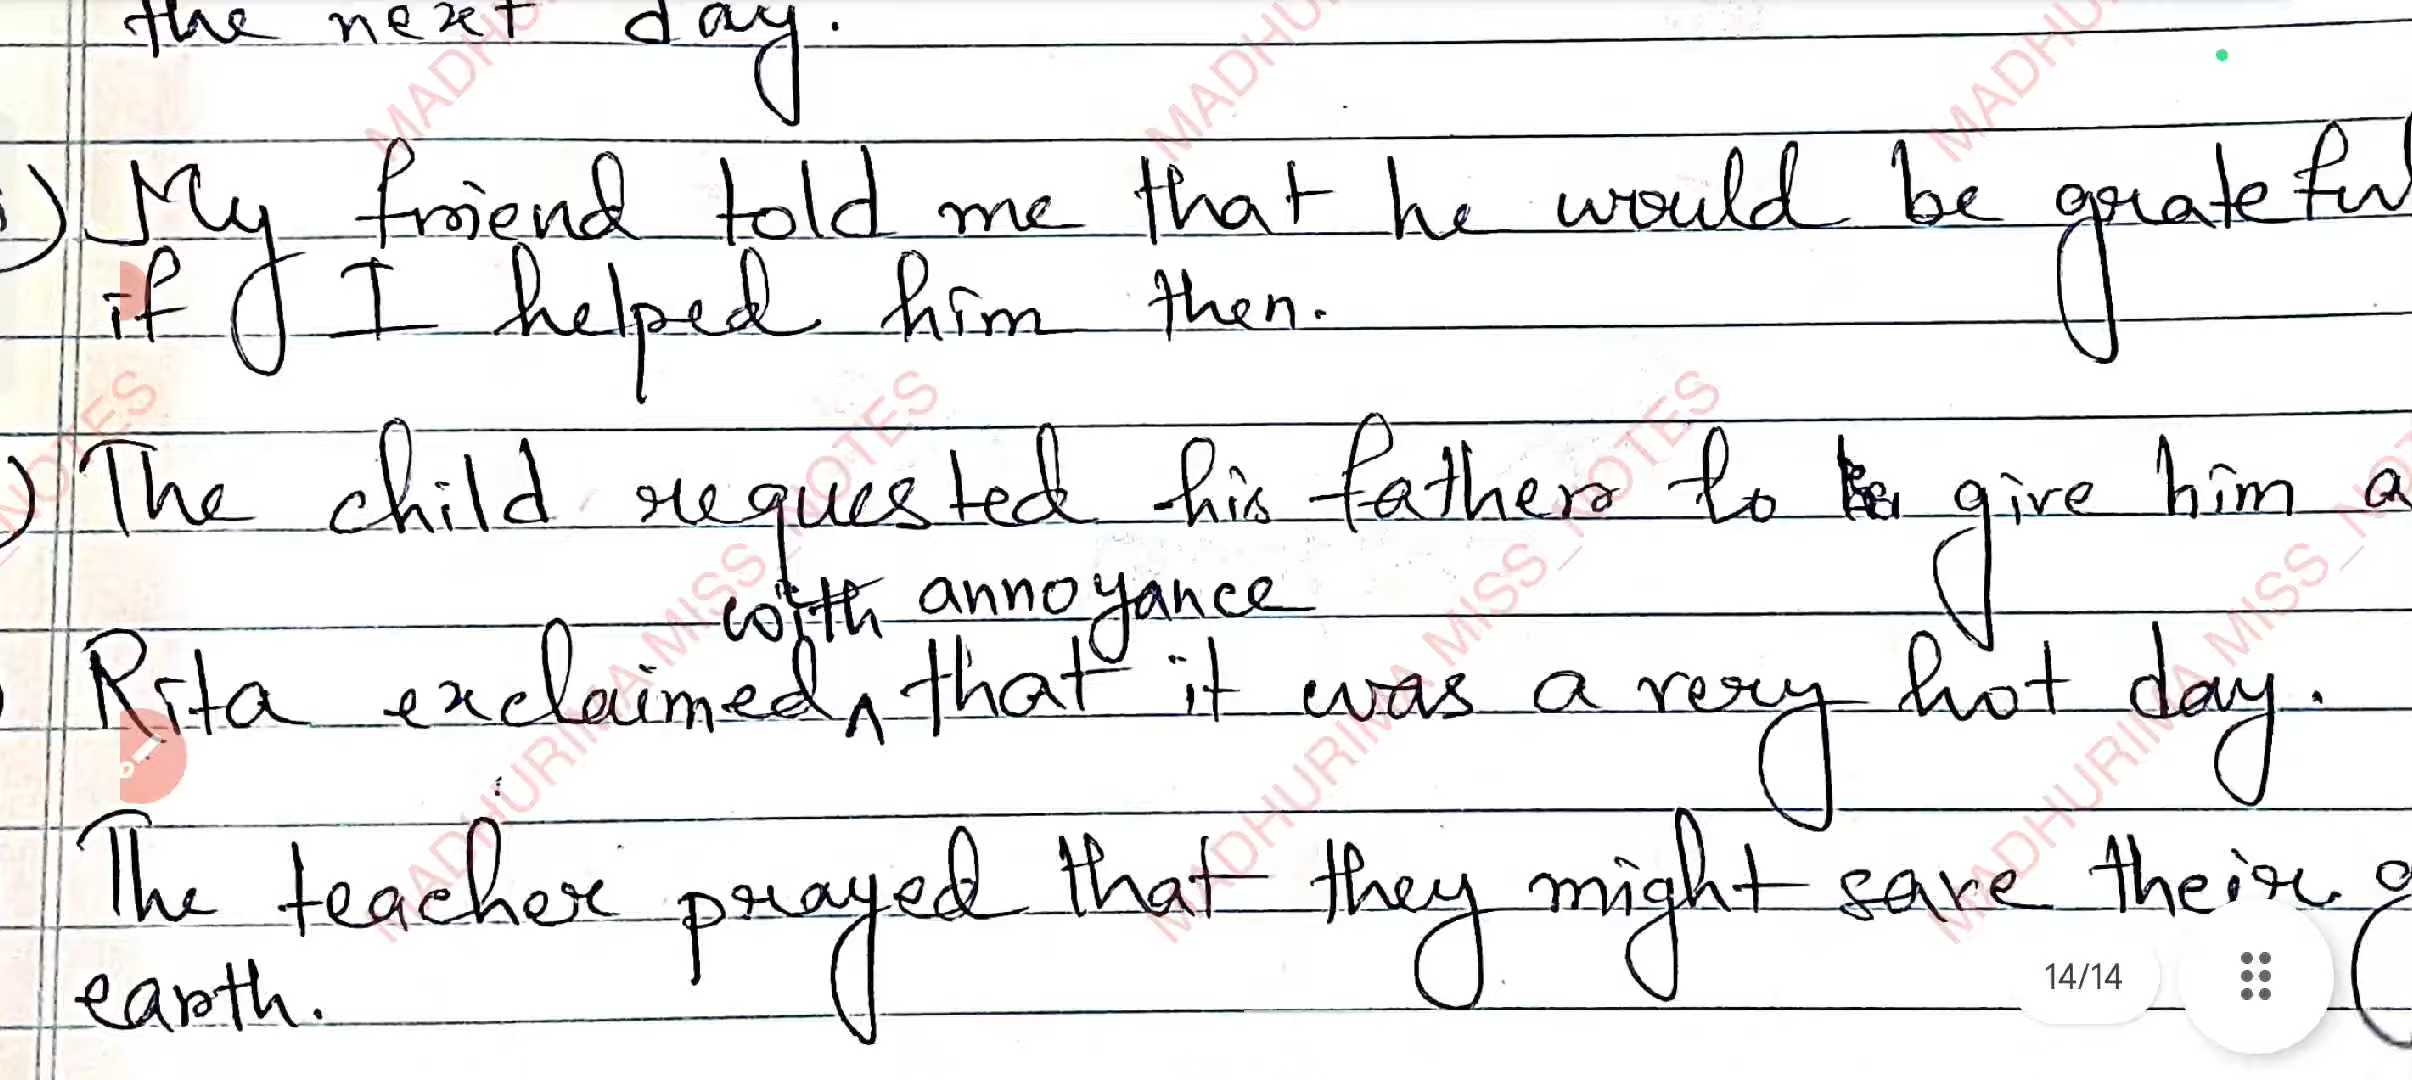 the next day.
My friend told me that he would be grateful
if I helped him then.
The child requested his father to give him a
with annoyance
Rita exclaimed ^ that it was a very hot day.
The teacher prayed that they might save their
earth.
14/14
MADHURIMA MISS_NOTES